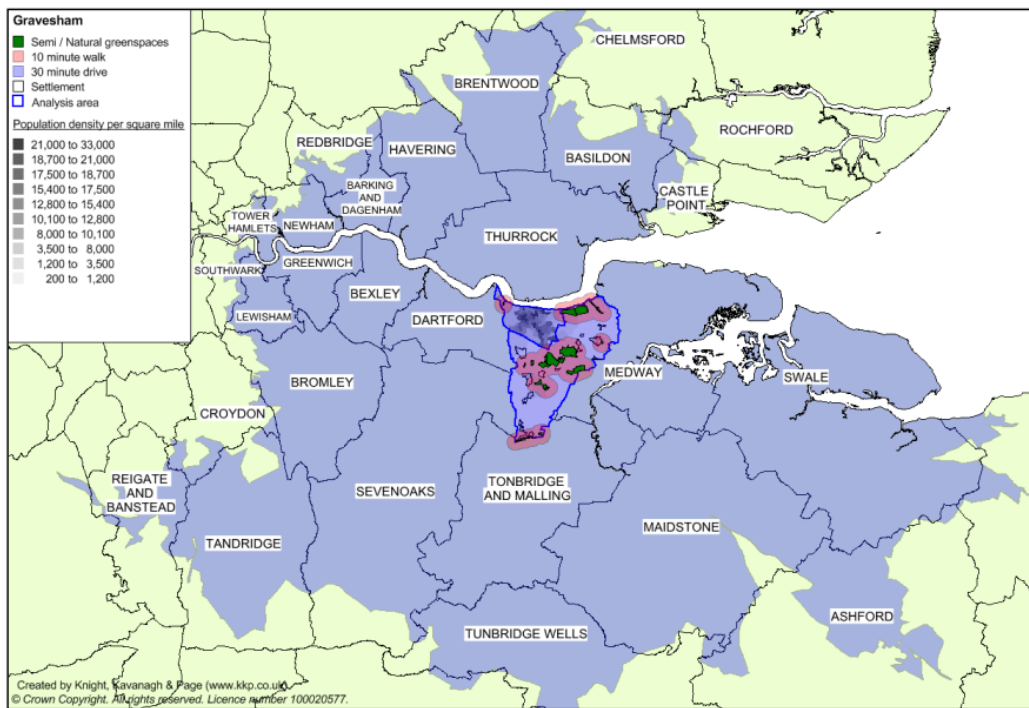 Gravesham
Semi / Natural greenspaces
10 minute walk
30 minute drive
Settlement
Analysis area
Population density per square mile
21,000 to 33,000
18,700 to 21,000
17,500 to 18,700
15,400 to 17,500
12,800 to 15,400
10,100 to 12,800
8,000 to 10,100
3,500 to 8,000
1,200 to 3,500
200 to 1,200
CHELMSFORD
BRENTWOOD
ROCHFORD
REDBRIDGE
HAVERING
BASILDON
BARKING
AND
DAGENHAM
CASTLE
POINT
TOWER
HAMLETS
NEWHAM
THURROCK
SOUTHWARK
GREENWICH
BEXLEY
LEWISHAM
DARTFORD
MEDWAY
SWALE
BROMLEY
CROYDON
REIGATE
AND
BANSTEAD
SEVENOAKS
TONBRIDGE
AND MALLING
MAIDSTONE
TANDRIDGE
ASHFORD
TUNBRIDGE WELLS
Created by Knight, Kavanagh & Page (www.kkp.co.uk).
© Crown Copyright. All rights reserved. Licence number 100020577.